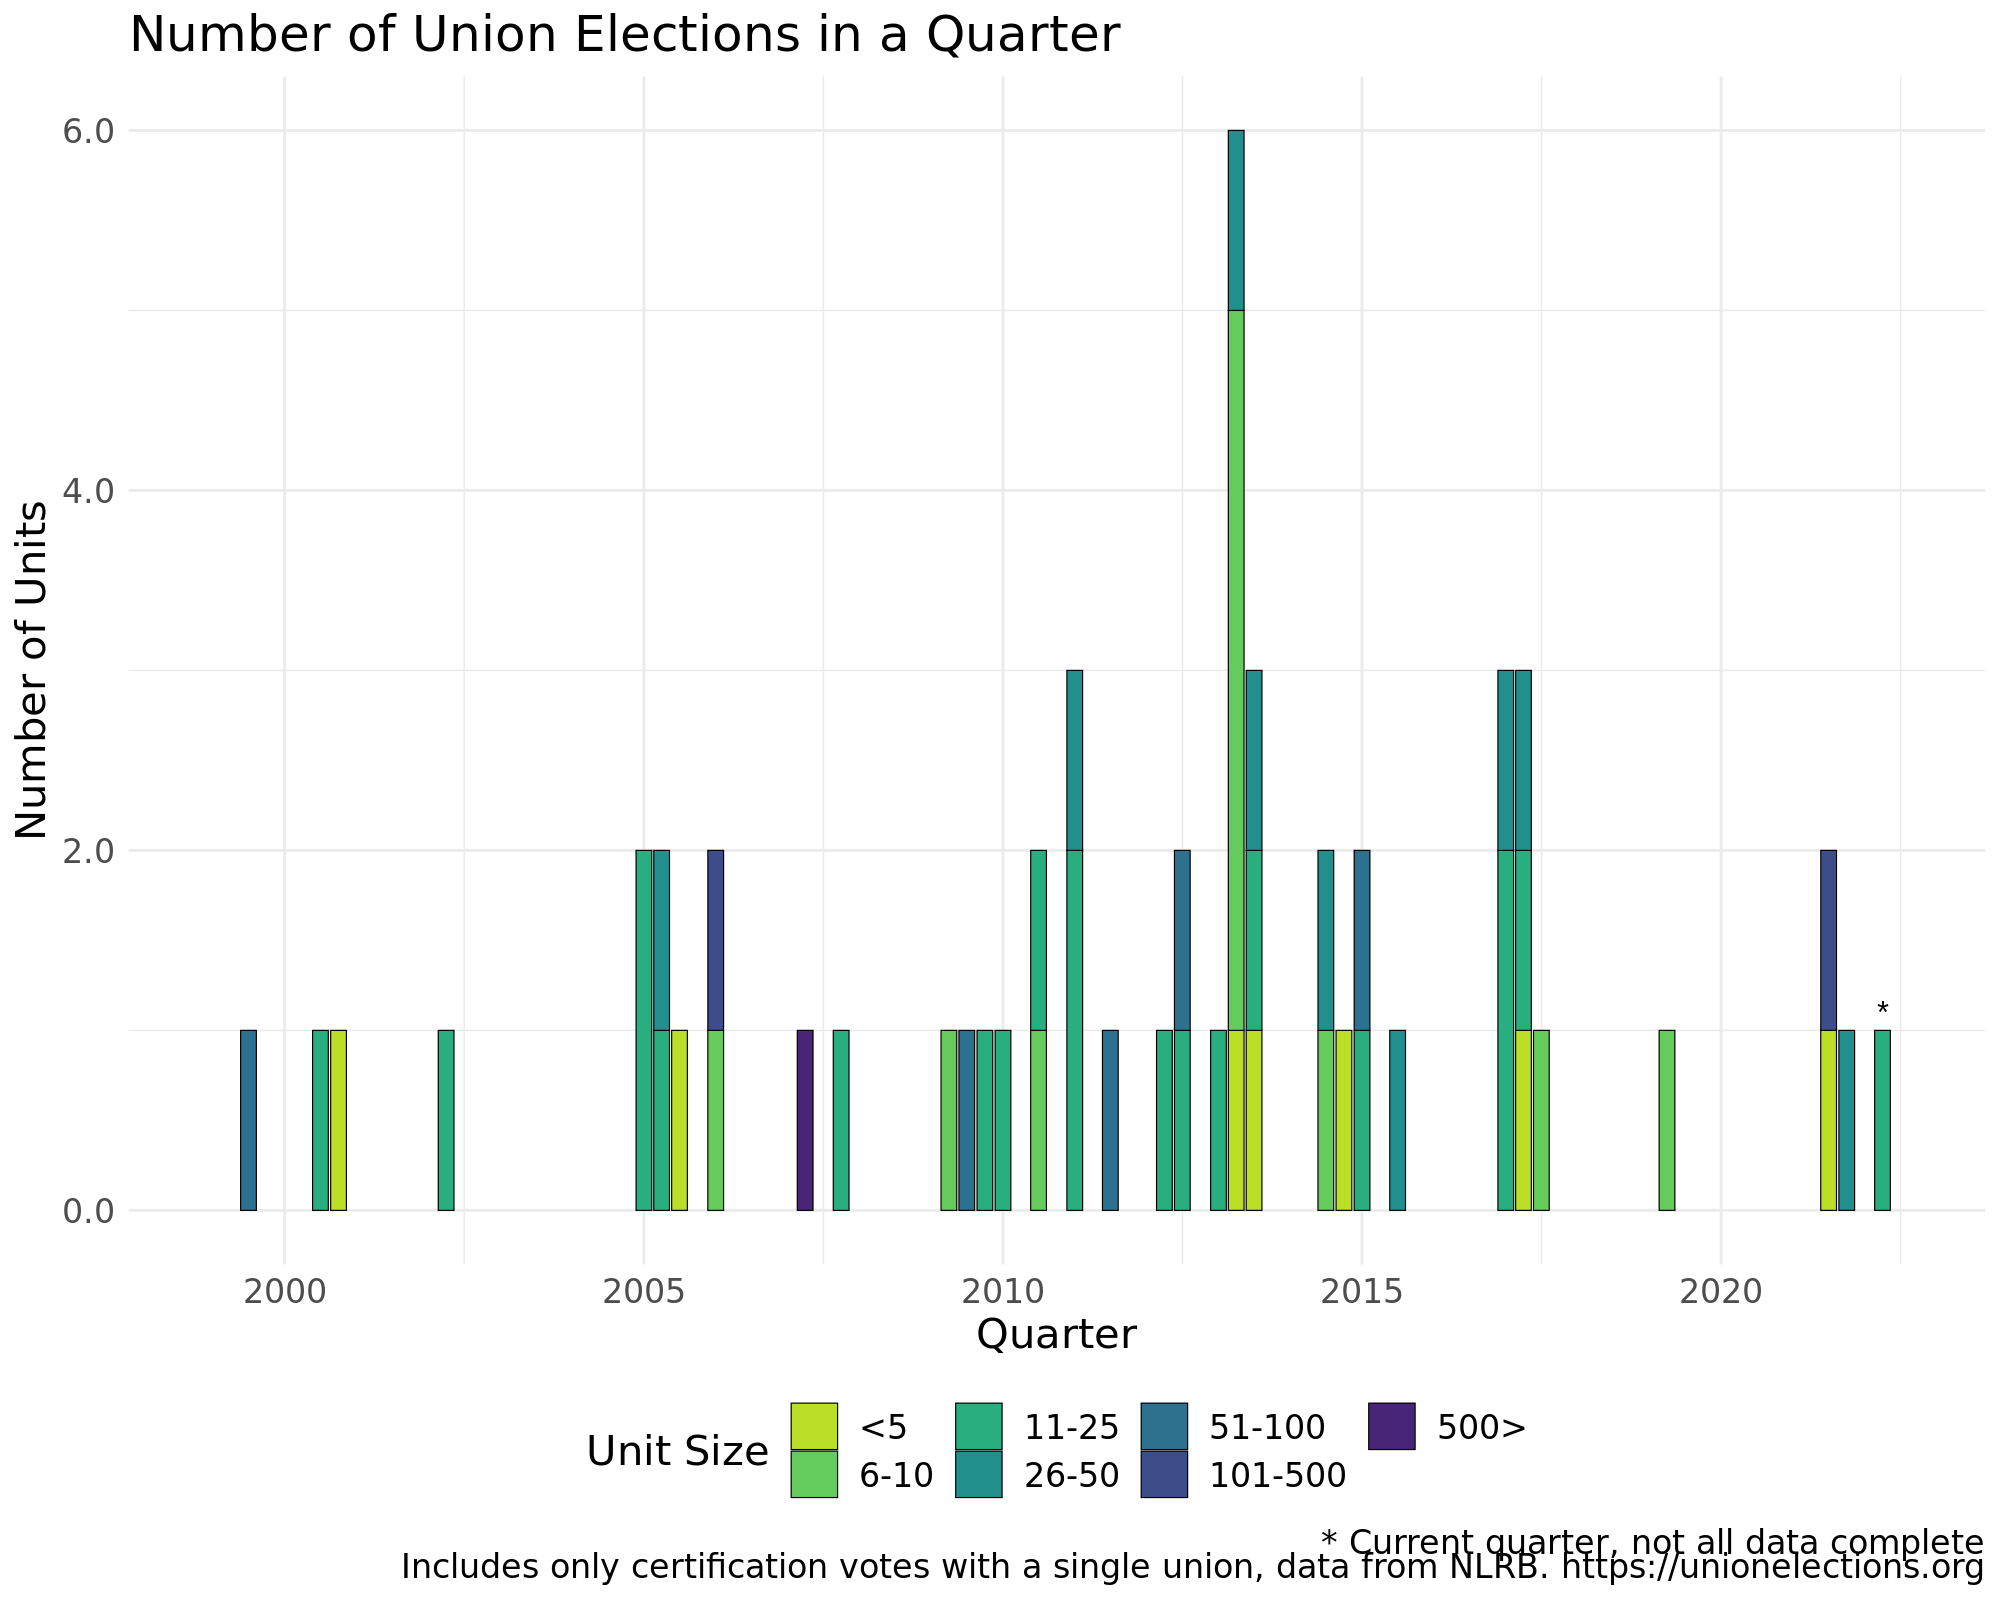 Number of Union Elections in a Quarter
6.0
4.0
2.0
0.0
Number of Units
*
2000 2005 2010 2015 2020
Quarter
Unit Size
<5 11-25 51-100 500>
6-10 26-50 101-500
* Current quarter, not all data complete
Includes only certification votes with a single union, data from NLRB. https://unionelections.org